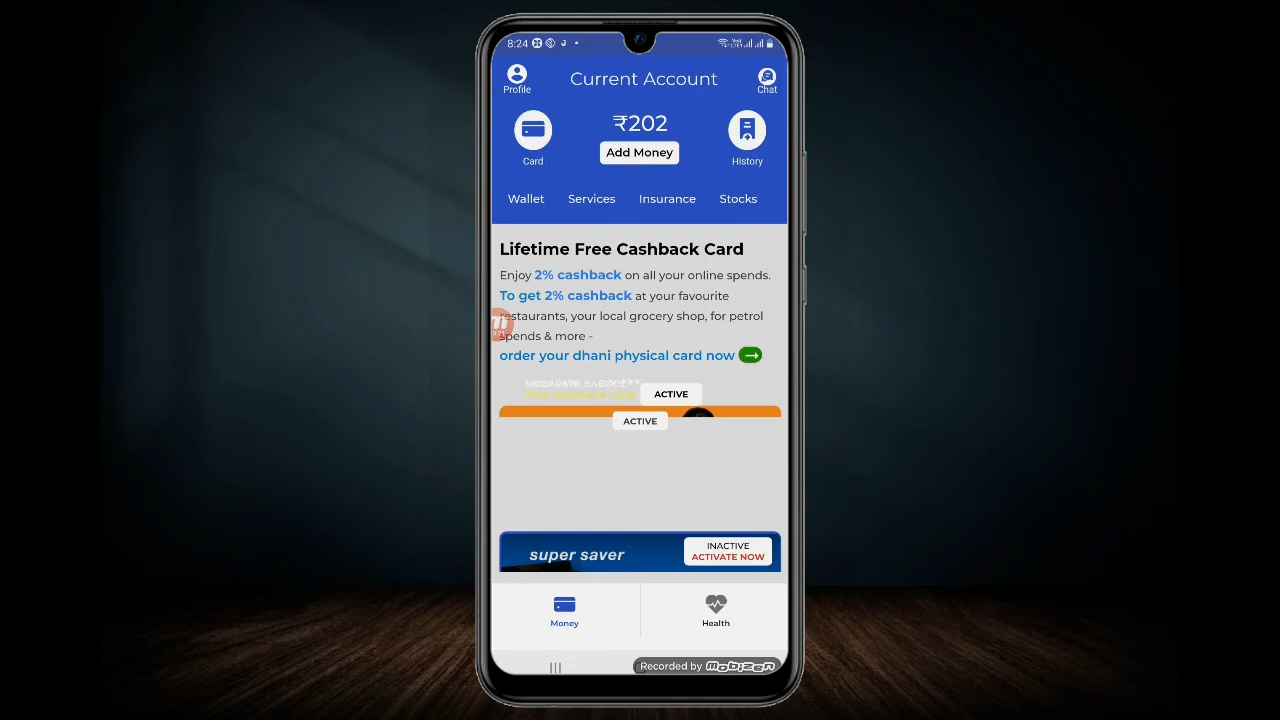 8:24
Profile
Current Account
Chat
₹202
Card
Add Money
History
Wallet Services Insurance Stocks
Lifetime Free Cashback Card
Enjoy 2% cashback on all your online spends.
To get 2% cashback at your favourite
restaurants, your local grocery shop, for petrol
spends & more -
order your dhani physical card now
ACTIVE
ACTIVE
super saver
INACTIVE
ACTIVATE NOW
Money
Health
Recorded by mobizen